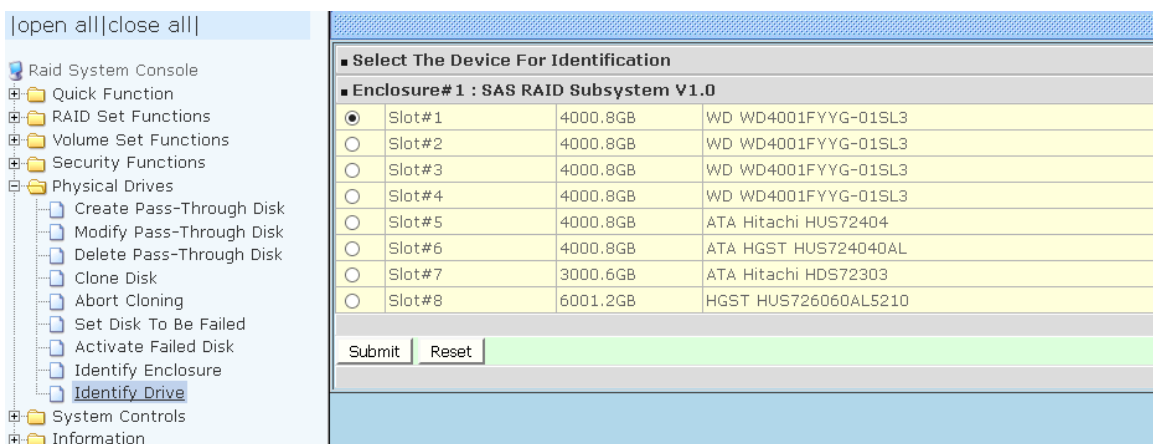 |open all|close all|
Raid System Console
Quick Function
RAID Set Functions
Volume Set Functions
Security Functions
Physical Drives
Create Pass-Through Disk
Modify Pass-Through Disk
Delete Pass-Through Disk
Clone Disk
Abort Cloning
Set Disk To Be Failed
Activate Failed Disk
Identify Enclosure
Identify Drive
System Controls
Information
Select The Device For Identification
Enclosure#1 : SAS RAID Subsystem V1.0
Slot#1 4000.8GB WD WD4001FYYG-01SL3
Slot#2 4000.8GB WD WD4001FYYG-01SL3
Slot#3 4000.8GB WD WD4001FYYG-01SL3
Slot#4 4000.8GB WD WD4001FYYG-01SL3
Slot#5 4000.8GB ATA Hitachi HUS72404
Slot#6 4000.8GB ATA HGST HUS724040AL
Slot#7 3000.6GB ATA Hitachi HDS72303
Slot#8 6001.2GB HGST HUS726060AL5210
Submit Reset